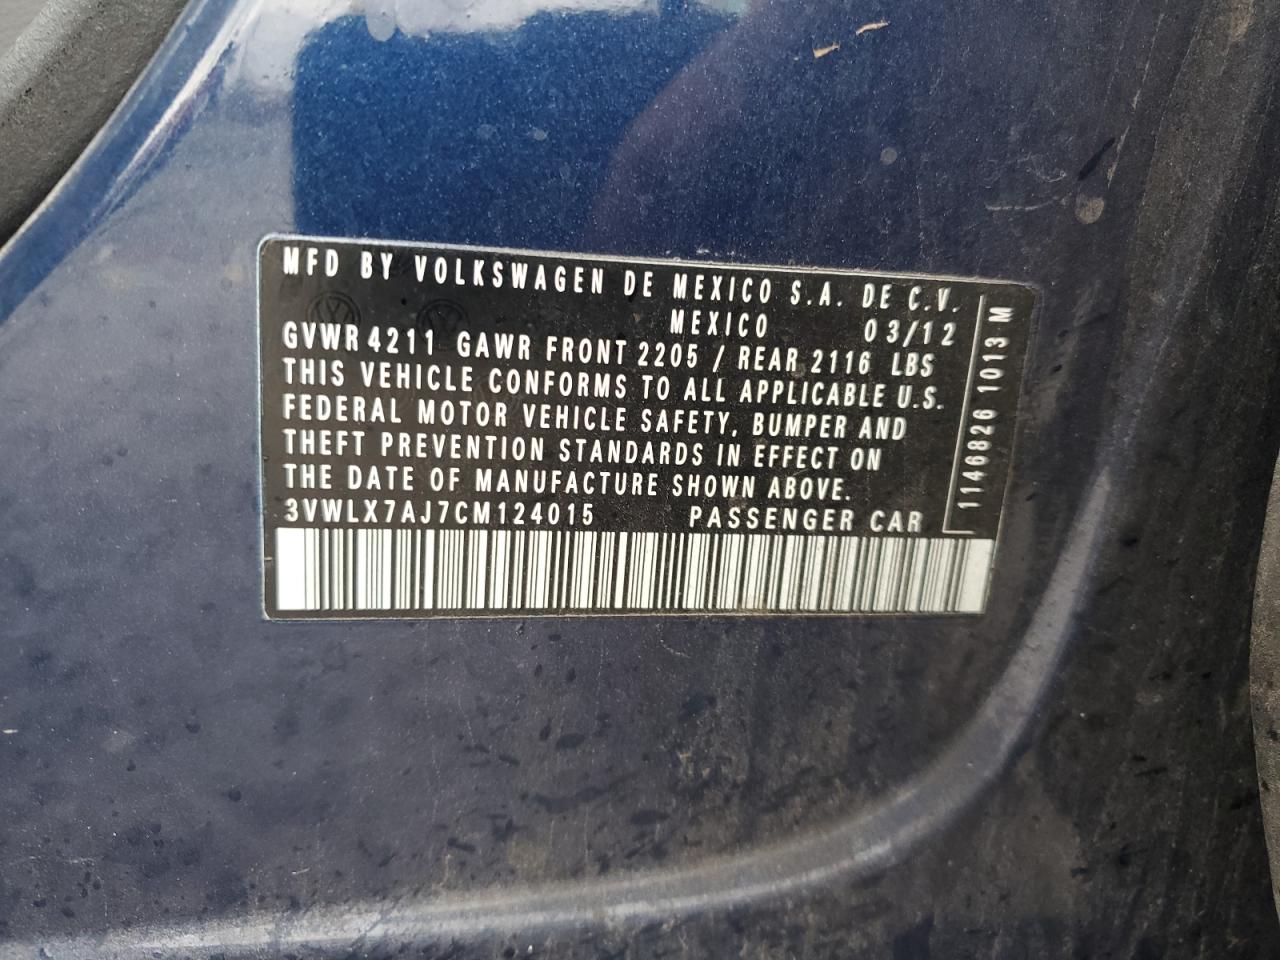 MFD BY VOLKSWAGEN DE MEXICO S.A. DE C.V.
MEXICO 03/12
GVWR 4211 GAWR FRONT 2205 / REAR 2116 LBS
THIS VEHICLE CONFORMS TO ALL APPLICABLE U.S.
FEDERAL MOTOR VEHICLE SAFETY, BUMPER AND
THEFT PREVENTION STANDARDS IN EFFECT ON
THE DATE OF MANUFACTURE SHOWN ABOVE.
3VWLX7AJ7CM124015 PASSENGER CAR
1146826 1013 M